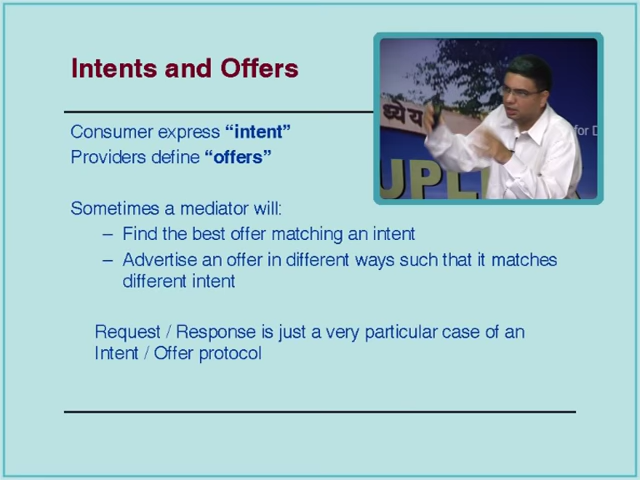 Intents and Offers
Consumer express “intent”
Providers define “offers”
Sometimes a mediator will:
– Find the best offer matching an intent
– Advertise an offer in different ways such that it matches
different intent
Request / Response is just a very particular case of an
Intent / Offer protocol
ध्येय
for D
UPL